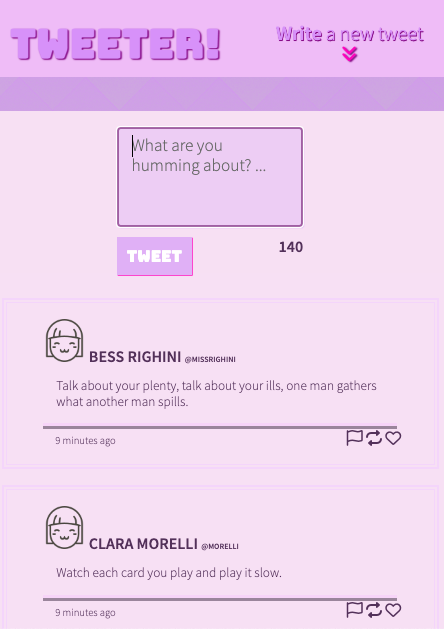 TWEETER!
Write a new tweet
What are you
humming about? ...
TWEET
140
BESS RIGHINI @MISSRIGHINI
Talk about your plenty, talk about your ills, one man gathers
what another man spills.
9 minutes ago
CLARA MORELLI @MORELLI
Watch each card you play and play it slow.
9 minutes ago